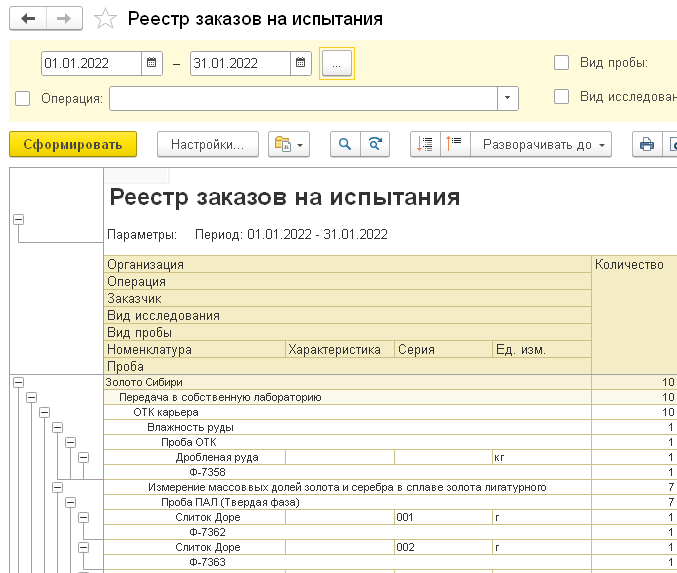 Реестр заказов на испытания
01.01.2022 – 31.01.2022 ... Вид пробы:
Операция: Вид исследован
Сформировать Настройки... Разворачивать до
Реестр заказов на испытания
Параметры: Период: 01.01.2022 - 31.01.2022
Организация Количество
Операция
Заказчик
Вид исследования
Вид пробы
Номенклатура Характеристика Серия Ед. изм.
Проба
Золото Сибири 10
Передача в собственную лабораторию 10
ОТК карьера 10
Влажность руды 1
Проба ОТК 1
Дробленая руда кг 1
Ф-7358 1
Измерение массоввых долей золота и серебра в сплаве золота лигатурного 7
Проба ПАЛ (Твердая фаза) 7
Слиток Доре 001 г 1
Ф-7362 1
Слиток Доре 002 г 1
Ф-7363 1